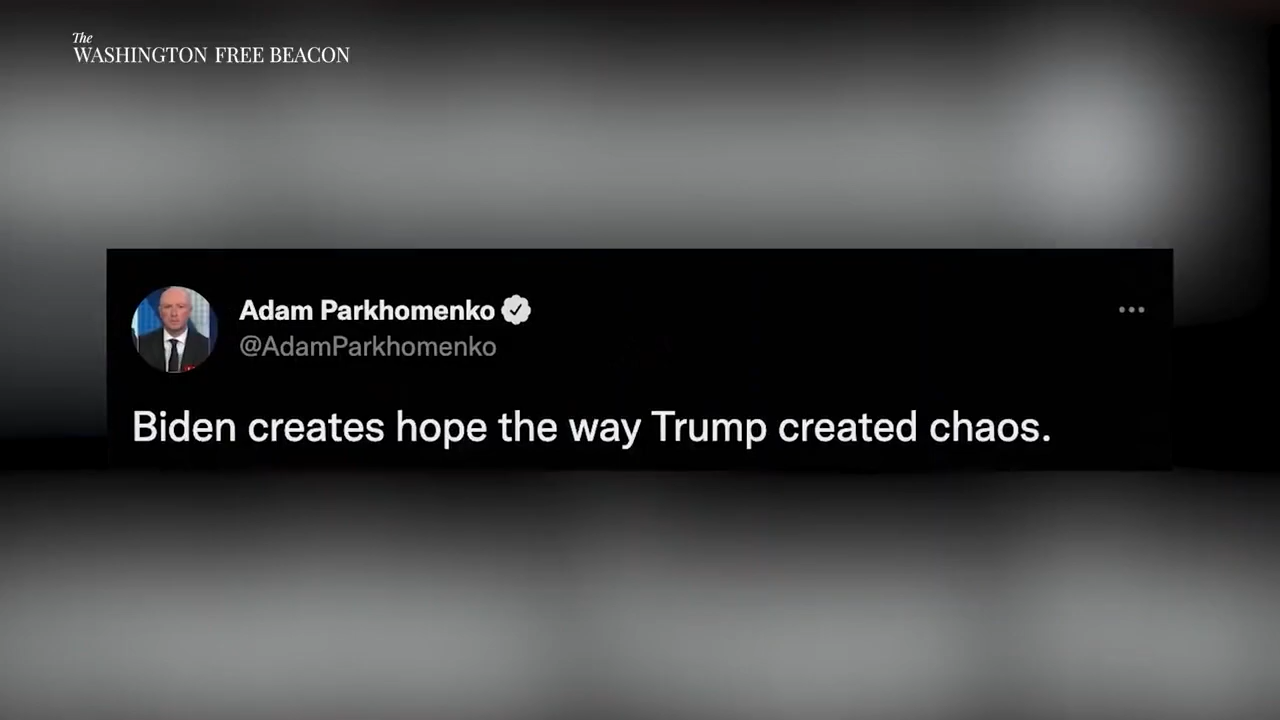 The
WASHINGTON FREE BEACON
Adam Parkhomenko
@AdamParkhomenko
Biden creates hope the way Trump created chaos.